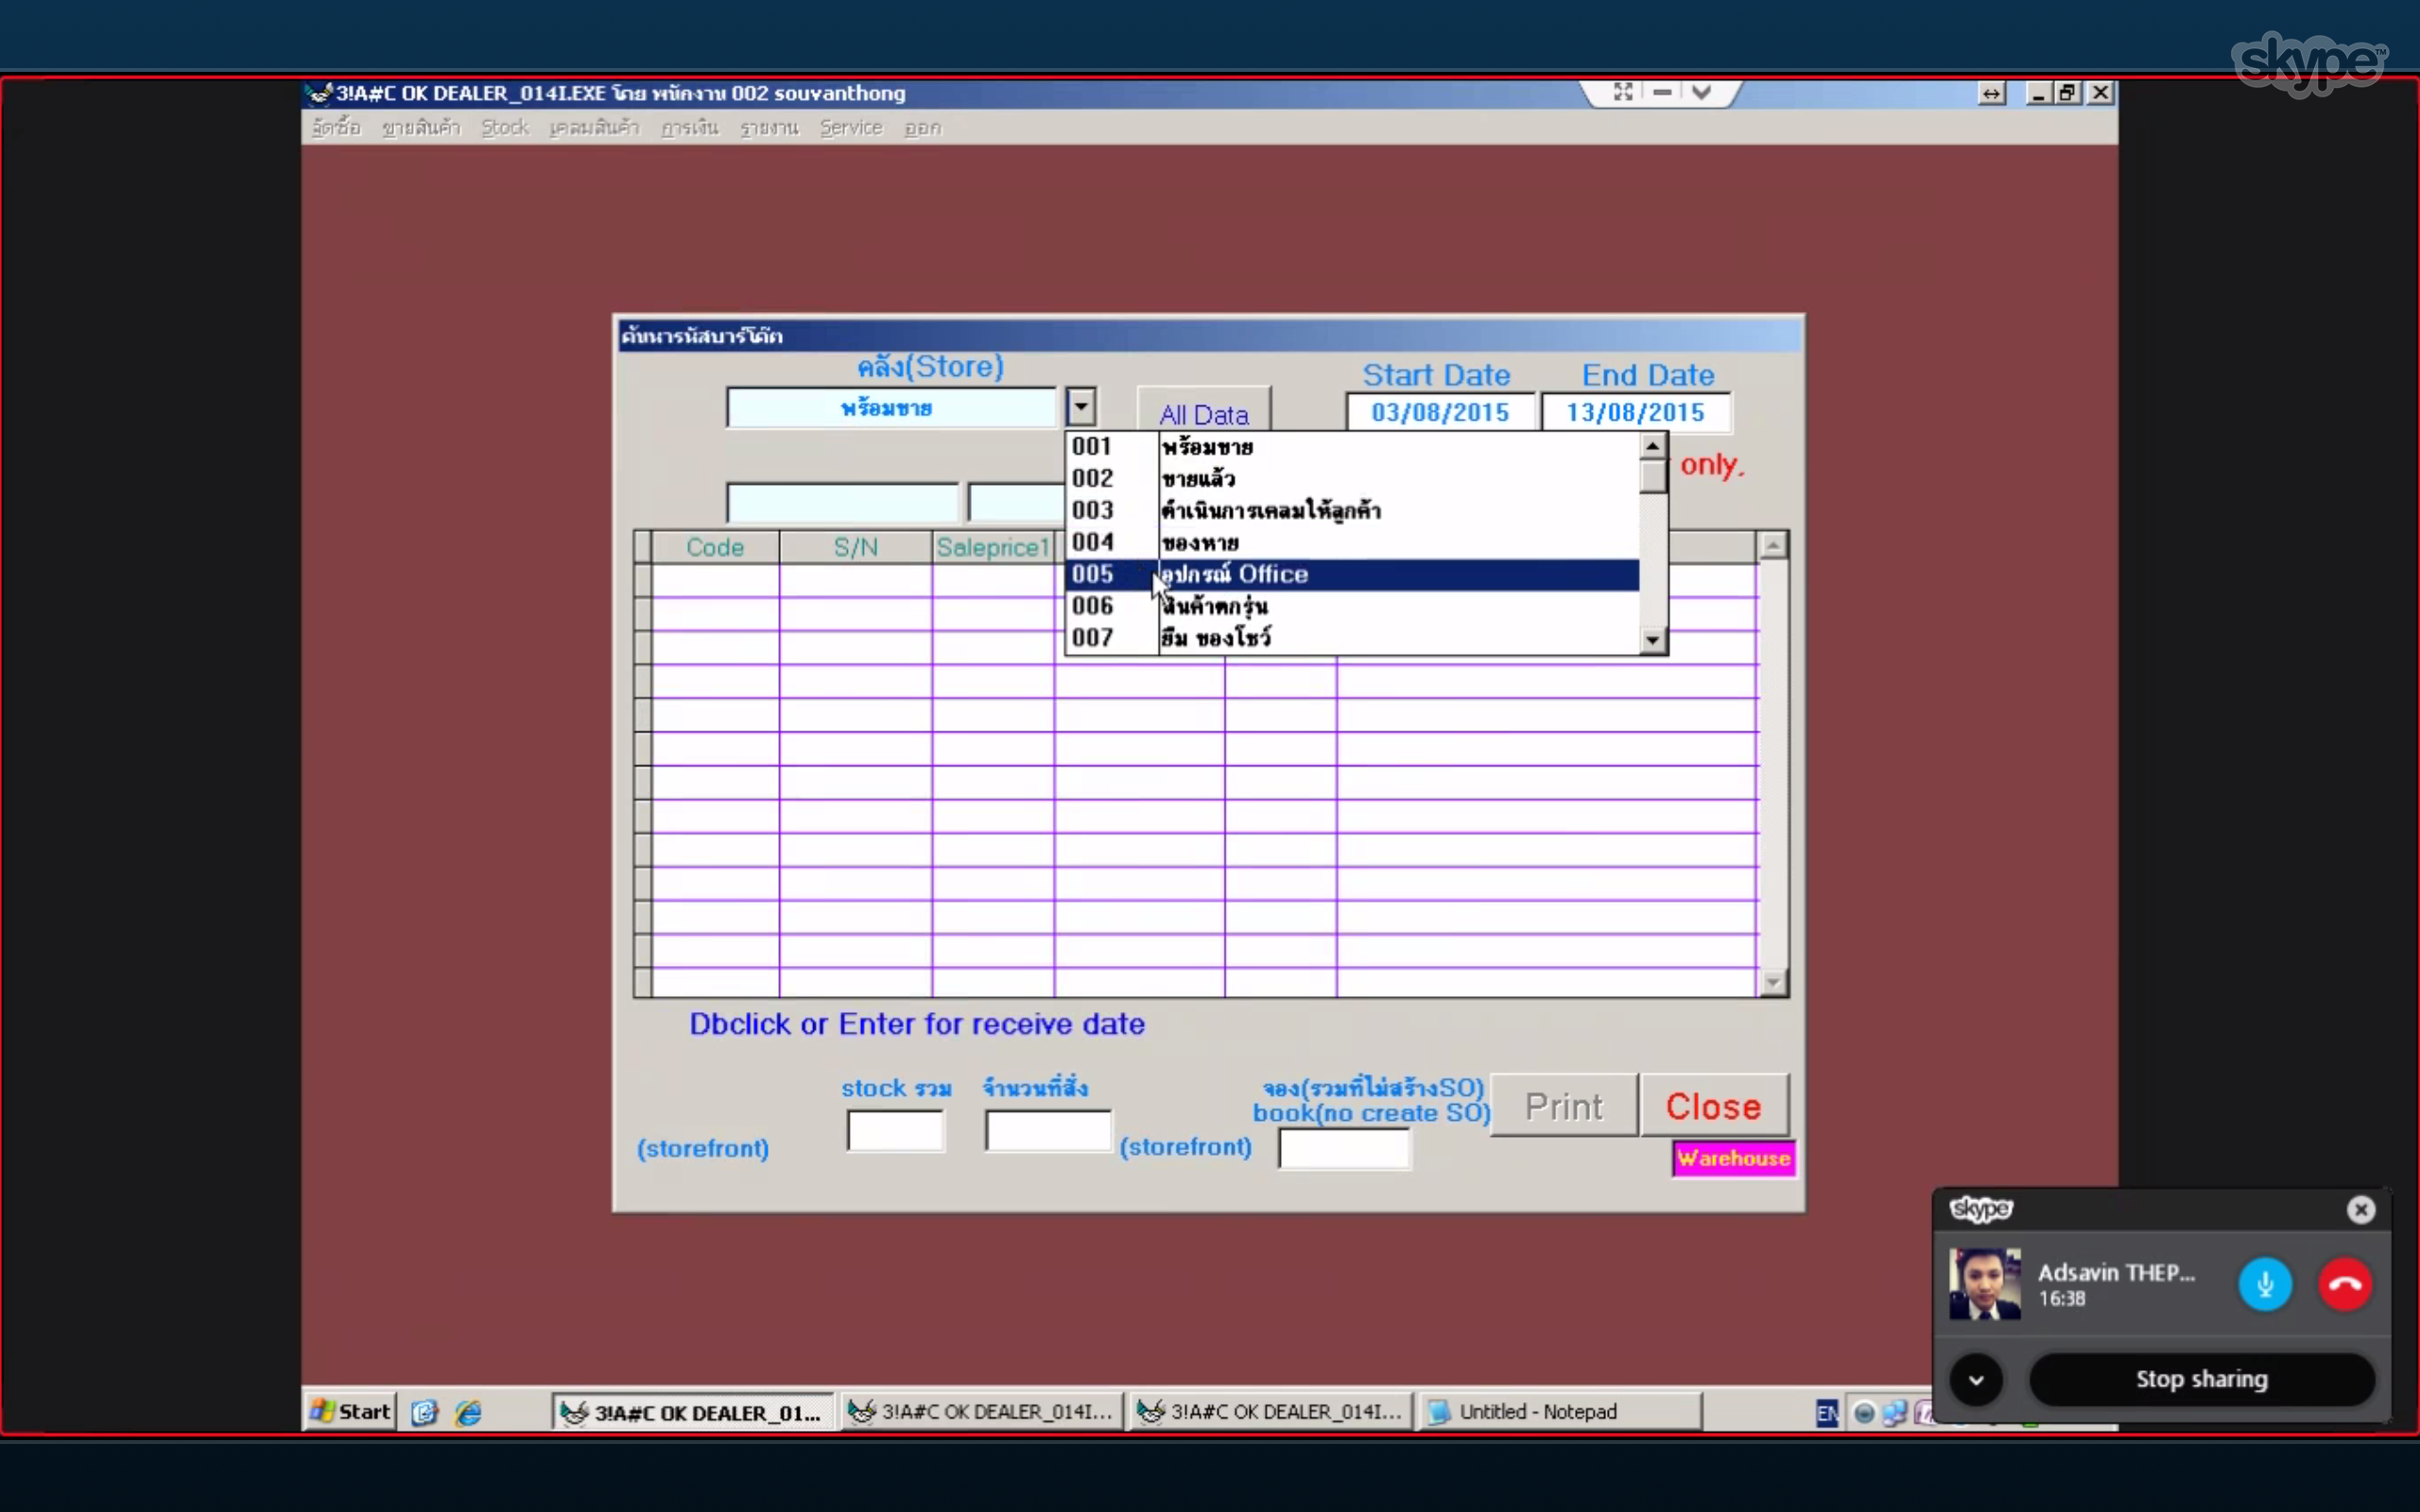 skype™
3!A#C OK DEALER_014I.EXE โดย พนักงาน 002 souvanthong
จัดซื้อ ขายสินค้า Stock เคลมสินค้า การเงิน รายงาน Service ออก
ค้นหารหัสบาร์โค๊ด
คลัง(Store)
Start Date End Date
พร้อมขาย
All Data
03/08/2015 13/08/2015
only.
001 พร้อมขาย
002 ขายแล้ว
003 ดำเนินการเคลมให้ลูกค้า
004 ของหาย
005 อุปกรณ์ Office
006 สินค้าตกรุ่น
007 ยืม ของโชว์
Code S/N Saleprice1
Dbclick or Enter for receive date
stock รวม จำนวนที่สั่ง จอง(รวมที่ไม่สร้างSO)
book(no create SO)
Print Close
(storefront) (storefront)
Warehouse
skype
Adsavin THEP...
16:38
Stop sharing
Start 3!A#C OK DEALER_01... 3!A#C OK DEALER_014I... 3!A#C OK DEALER_014I... Untitled - Notepad EN